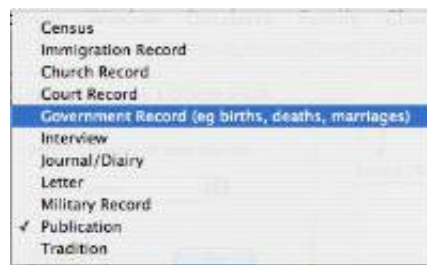 Census
Immigration Record
Church Record
Court Record
Government Record (eg births, deaths, marriages)
Interview
Journal/Diairy
Letter
Military Record
✓ Publication
Tradition